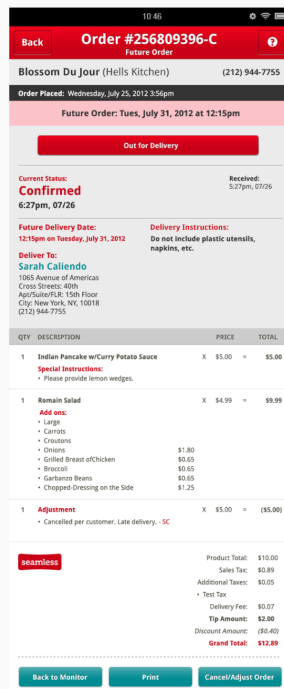 10:46
Back
Order #256809396-C
Future Order
?
Blossom Du Jour (Hells Kitchen) (212) 944-7755
Order Placed: Wednesday, July 25, 2012 3:56pm
Future Order: Tues, July 31, 2012 at 12:15pm
Out for Delivery
Current Status:
Confirmed
6:27pm, 07/26
Received:
5:27pm, 07/26
Future Delivery Date:
12:15pm on Tuesday, July 31, 2012
Deliver To:
Sarah Caliendo
1065 Avenue of Americas
Cross Streets: 40th
Apt/Suite/FLR: 15th Floor
City: New York, NY, 10018
(212) 944-7755
Delivery Instructions:
Do not include plastic utensils,
napkins, etc.
QTY DESCRIPTION PRICE TOTAL
1 Indian Pancake w/Curry Potato Sauce X $5.00 = $5.00
Special Instructions:
• Please provide lemon wedges.
1 Romain Salad X $4.99 = $9.99
Add ons:
• Large
• Carrots
• Croutons
• Onions $1.80
• Grilled Breast ofChicken $0.65
• Broccoli $0.65
• Garbanzo Beans $0.65
• Chopped-Dressing on the Side $1.25
1 Adjustment X $5.00 = ($5.00)
• Cancelled per customer. Late delivery. - SC
seamless
Product Total: $10.00
Sales Tax: $0.89
Additional Taxes: $0.05
• Test Tax
Delivery Fee: $0.07
Tip Amount: $2.00
Discount Amount: ($0.40)
Grand Total: $12.89
Back to Monitor
Print
Cancel/Adjust Order